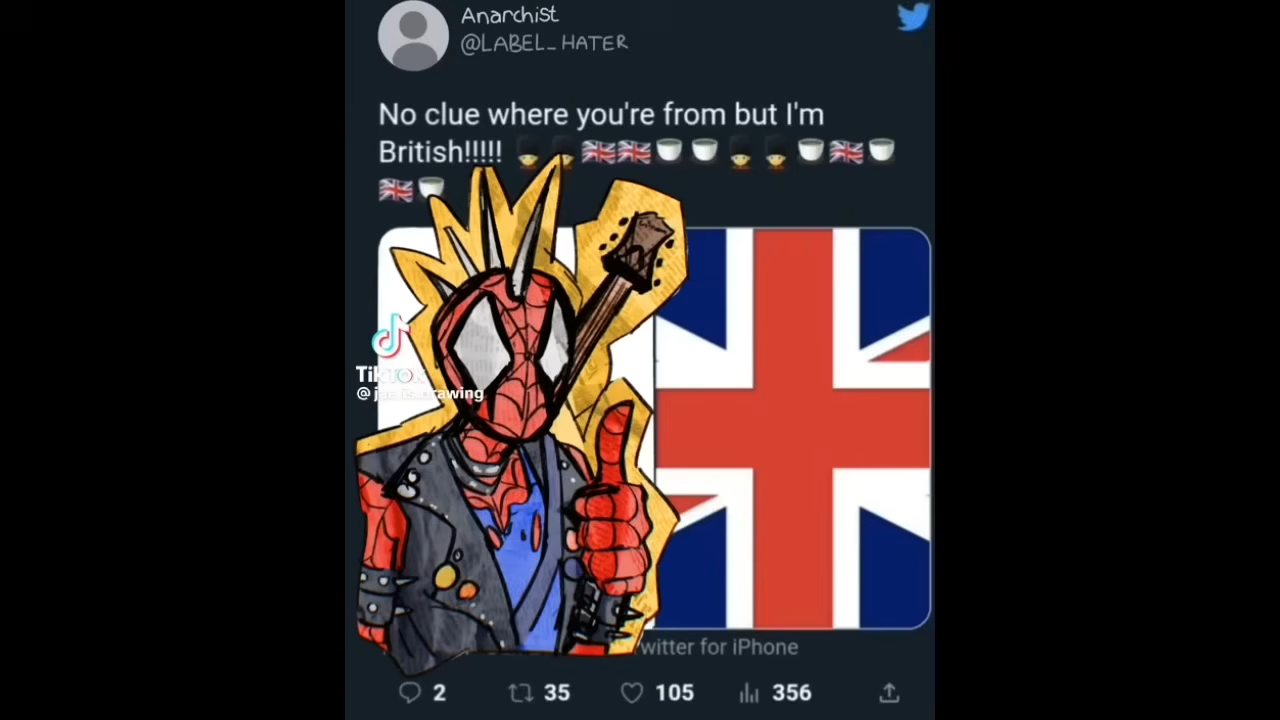 Anarchist
@LABEL_HATER
No clue where you're from but I'm
British!!!!!
TikTok
witter for iPhone
2 35 105 356